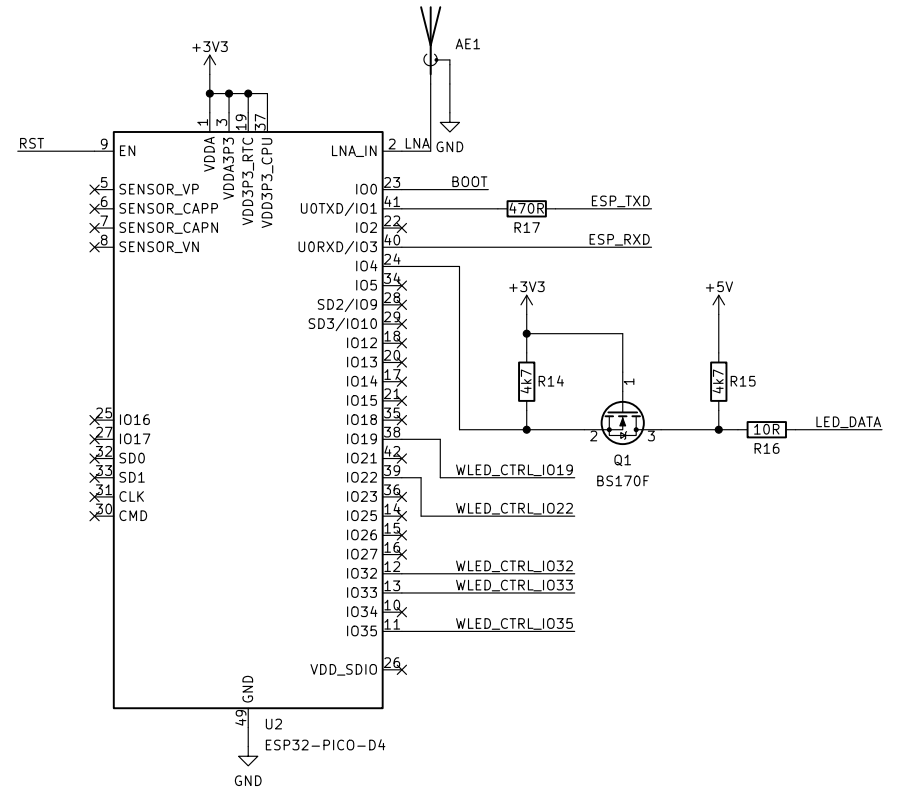 AE1
+3V3
1 3 19 37
RST 9 EN VDDA VDDA3P3 VDD3P3_RTC VDD3P3_CPU LNA_IN 2 LNA GND
5 SENSOR_VP IO0 23 BOOT
6 SENSOR_CAPP U0TXD/IO1 41 470R ESP_TXD
R17
7 SENSOR_CAPN IO2 22
8 SENSOR_VN U0RXD/IO3 40 ESP_RXD
IO4 24
IO5 34 +3V3 +5V
SD2/IO9 28
SD3/IO10 29
IO12 18
IO13 20
IO14 17 4k7 R14 1 4k7 R15
IO15 21
25 IO16 IO18 35
27 IO17 IO19 38 2 3 10R LED_DATA
R16
32 SD0 IO21 42 Q1
33 SD1 IO22 39 WLED_CTRL_IO19 BS170F
31 CLK IO23 36
30 CMD IO25 14 WLED_CTRL_IO22
IO26 15
IO27 16
IO32 12 WLED_CTRL_IO32
IO33 13 WLED_CTRL_IO33
IO34 10
IO35 11 WLED_CTRL_IO35
VDD_SDIO 26
GND
49 U2
ESP32-PICO-D4
GND